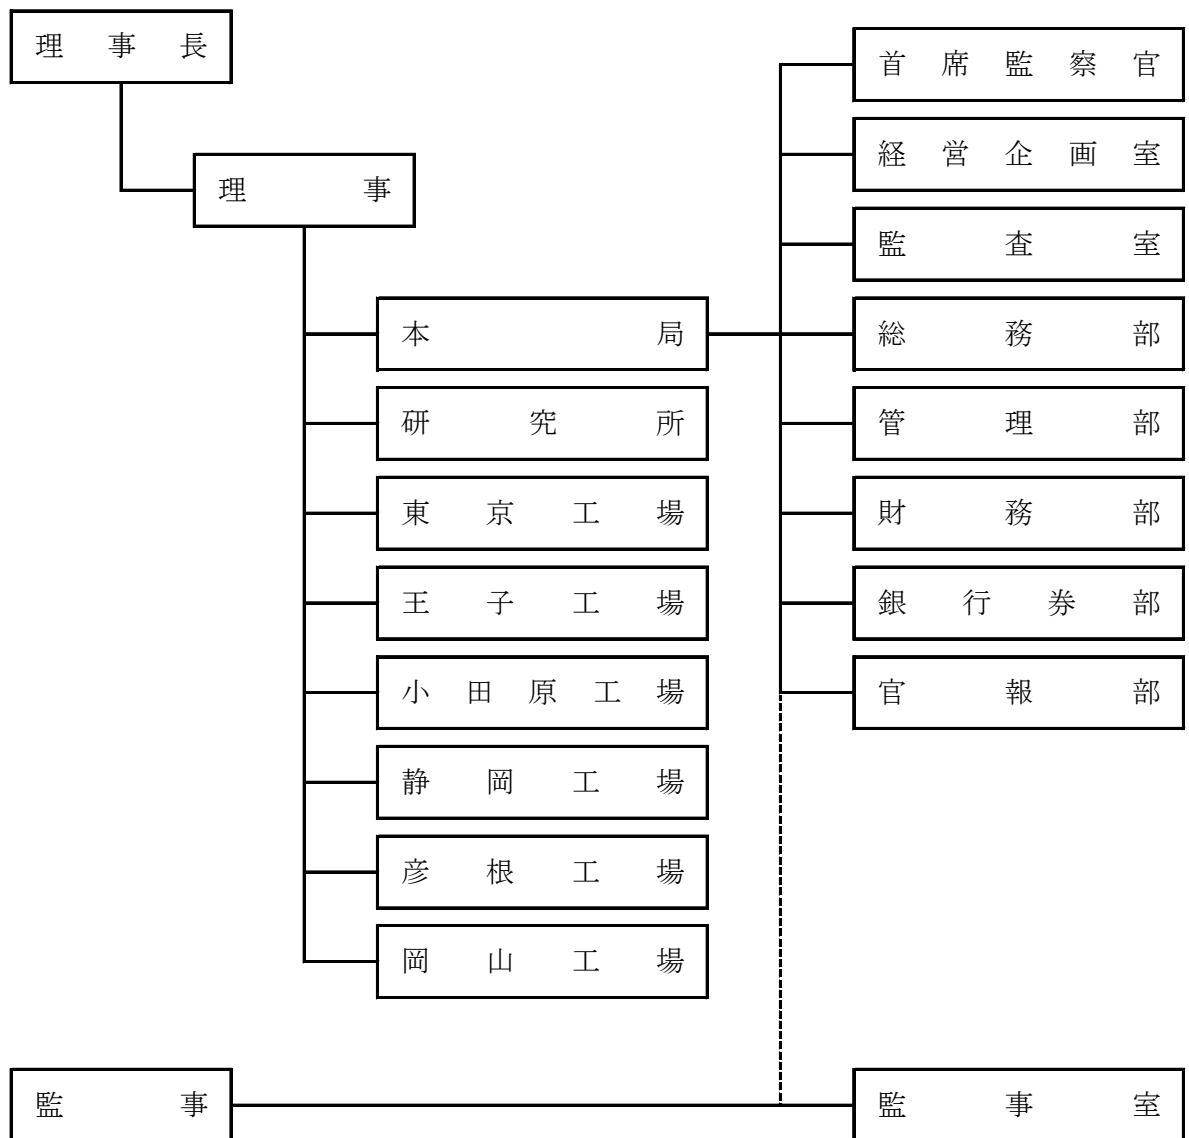 理事長
理事
本局
研究所
東京工場
王子工場
小田原工場
静岡工場
彦根工場
岡山工場
首席監察官
経営企画室
監査室
総務部
管理部
財務部
銀行券部
官報部
監事
監事室